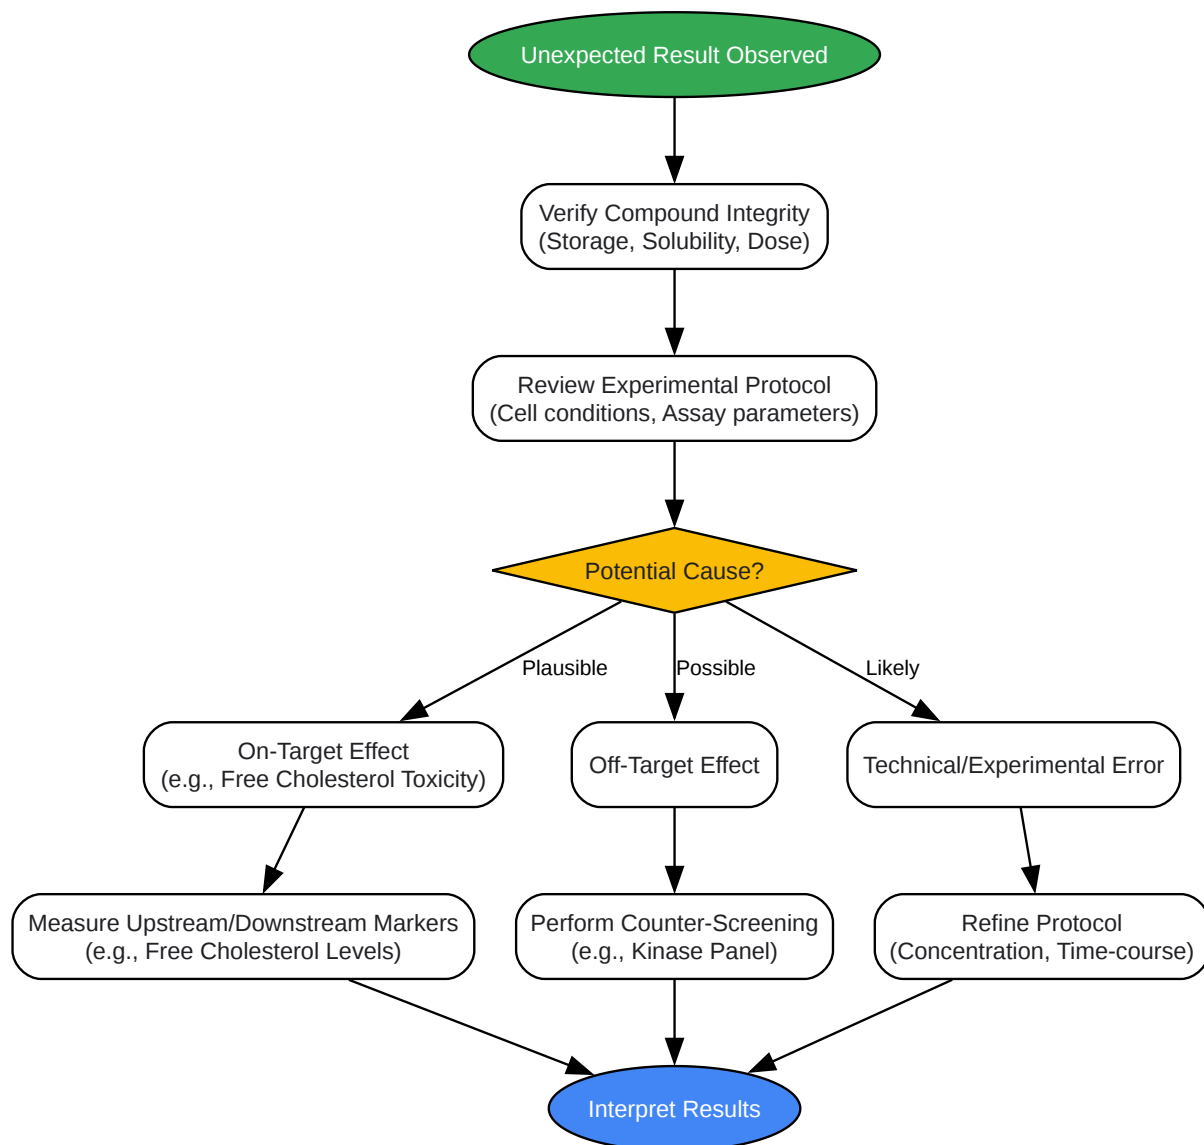 Unexpected Result Observed
Verify Compound Integrity
(Storage, Solubility, Dose)
Review Experimental Protocol
(Cell conditions, Assay parameters)
Potential Cause?
Plausible
Possible
Likely
On-Target Effect
(e.g., Free Cholesterol Toxicity)
Off-Target Effect
Technical/Experimental Error
Measure Upstream/Downstream Markers
(e.g., Free Cholesterol Levels)
Perform Counter-Screening
(e.g., Kinase Panel)
Refine Protocol
(Concentration, Time-course)
Interpret Results